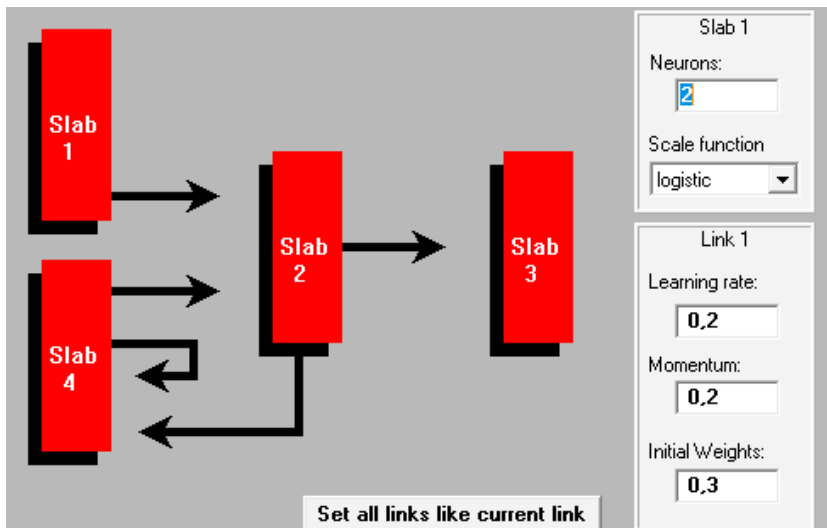 Slab
1
Slab
2
Slab
3
Slab
4
Set all links like current link
Slab 1
Neurons:
2
Scale function
logistic
Link 1
Learning rate:
0,2
Momentum:
0,2
Initial Weights:
0,3